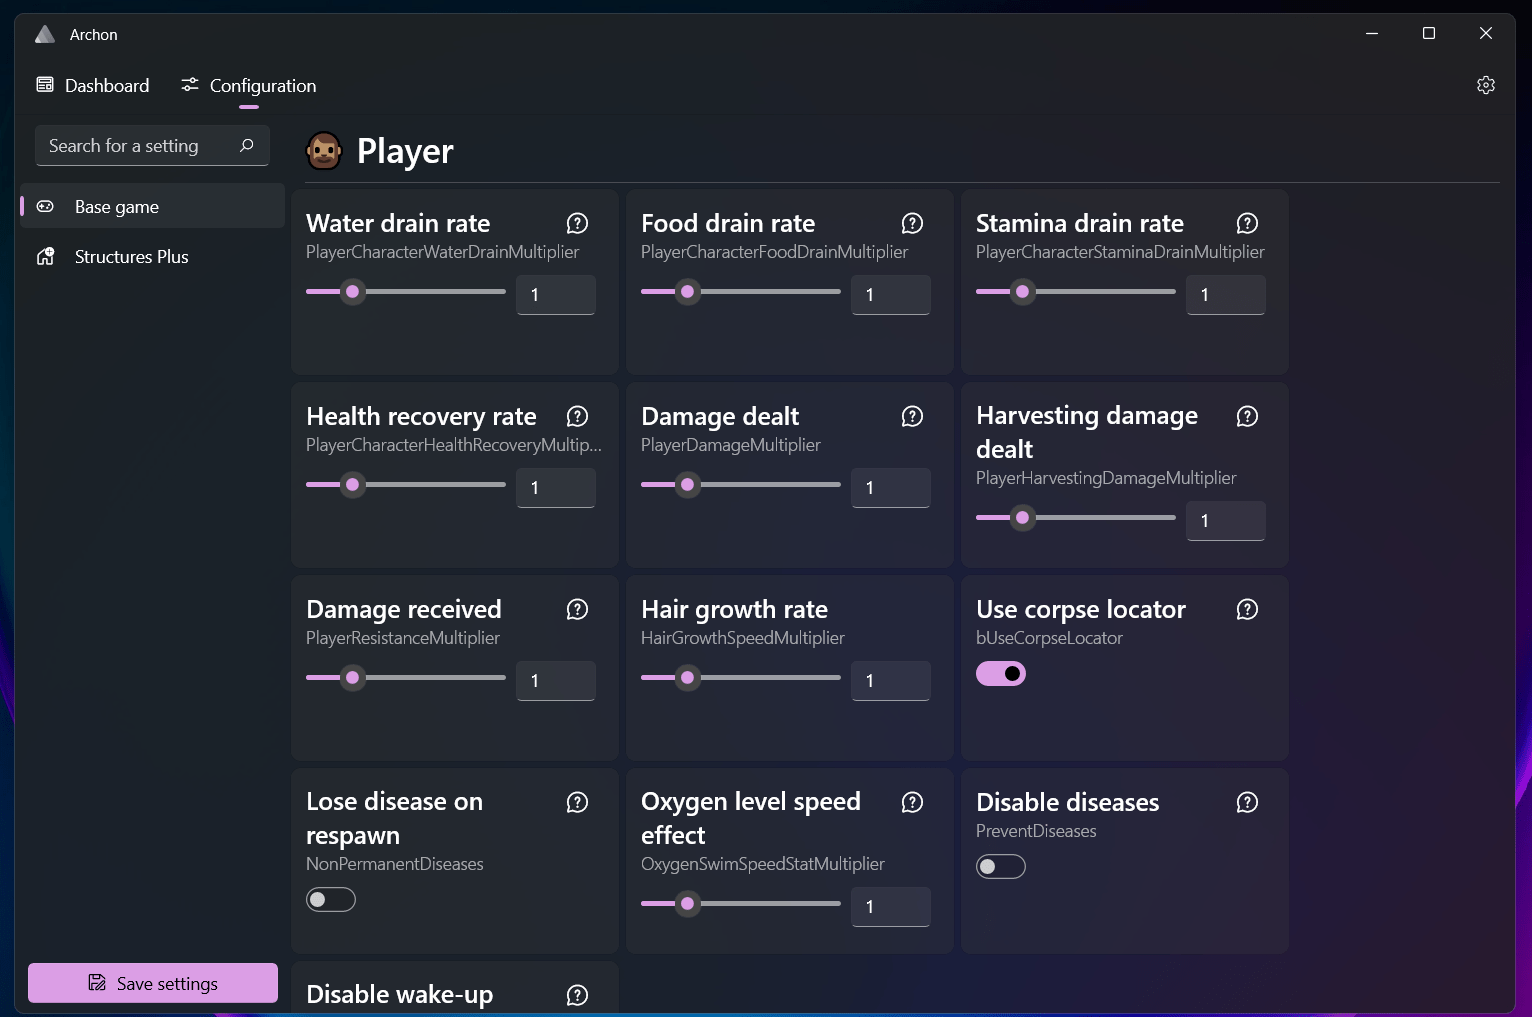 Archon
Dashboard
Configuration
Search for a setting
Base game
Structures Plus
Save settings
Player
Water drain rate
PlayerCharacterWaterDrainMultiplier
1
Food drain rate
PlayerCharacterFoodDrainMultiplier
1
Stamina drain rate
PlayerCharacterStaminaDrainMultiplier
1
Health recovery rate
PlayerCharacterHealthRecoveryMultip...
1
Damage dealt
PlayerDamageMultiplier
1
Harvesting damage
dealt
PlayerHarvestingDamageMultiplier
1
Damage received
PlayerResistanceMultiplier
1
Hair growth rate
HairGrowthSpeedMultiplier
1
Use corpse locator
bUseCorpseLocator
Lose disease on
respawn
NonPermanentDiseases
Oxygen level speed
effect
OxygenSwimSpeedStatMultiplier
1
Disable diseases
PreventDiseases
Disable wake-up